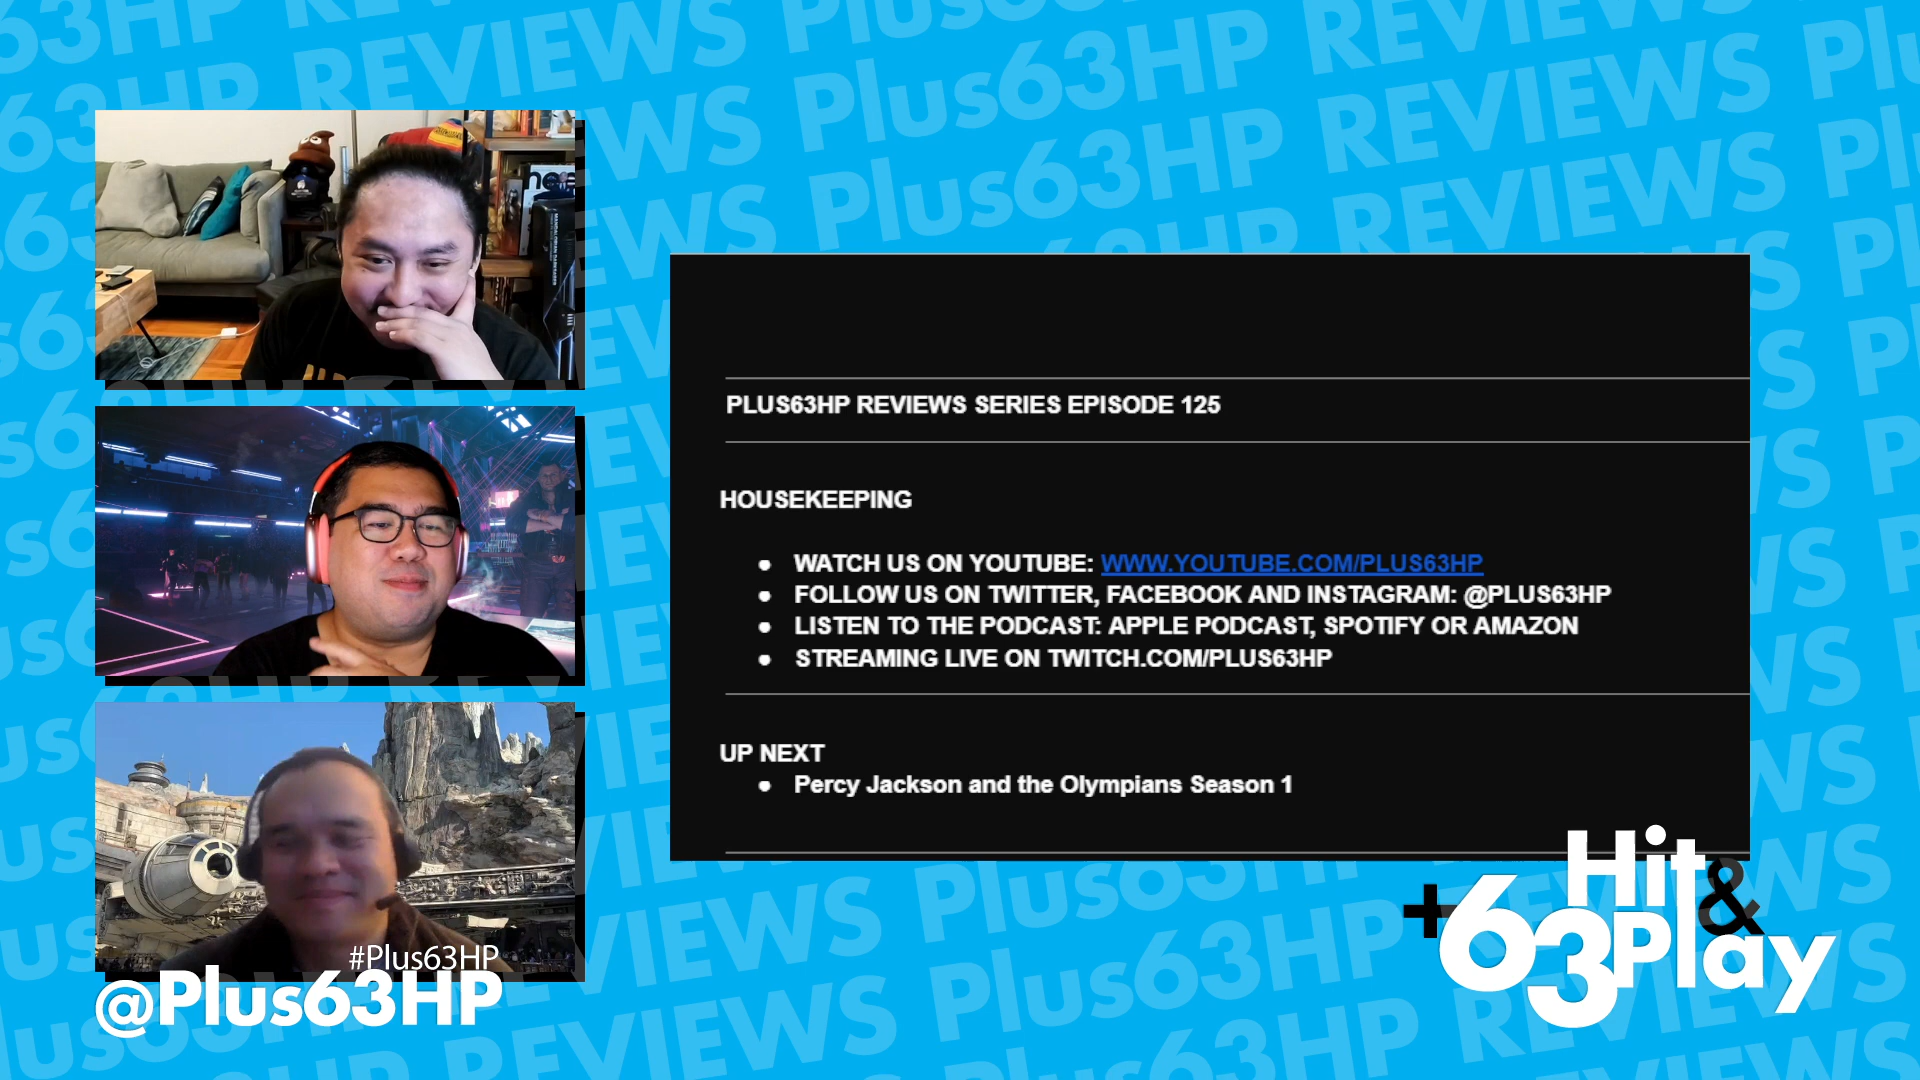 PLUS63HP REVIEWS SERIES EPISODE 125
HOUSEKEEPING
● WATCH US ON YOUTUBE: WWW.YOUTUBE.COM/PLUS63HP
● FOLLOW US ON TWITTER, FACEBOOK AND INSTAGRAM: @PLUS63HP
● LISTEN TO THE PODCAST: APPLE PODCAST, SPOTIFY OR AMAZON
● STREAMING LIVE ON TWITCH.COM/PLUS63HP
UP NEXT
● Percy Jackson and the Olympians Season 1
#Plus63HP
@Plus63HP
+63 Hit & Play
Plus63HP REVIEWS